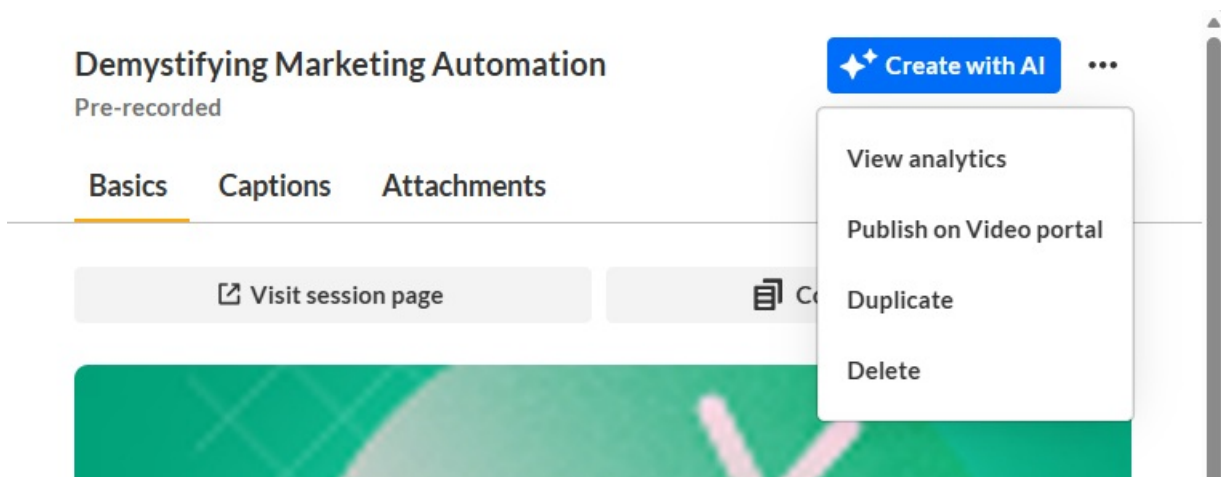 Demystifying Marketing Automation
Create with AI
Pre-recorded
Basics
Captions
Attachments
Visit session page
View analytics
Publish on Video portal
Duplicate
Delete